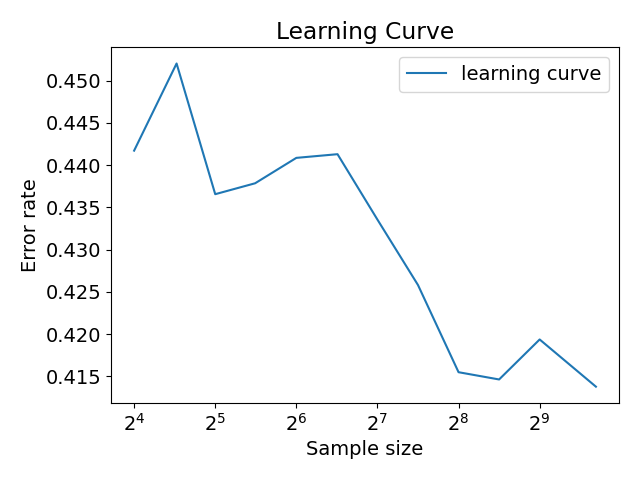 Learning Curve
learning curve
0.450
0.445
0.440
0.435
0.430
0.425
0.420
0.415
Error rate
2⁴ 2⁵ 2⁶ 2⁷ 2⁸ 2⁹
Sample size